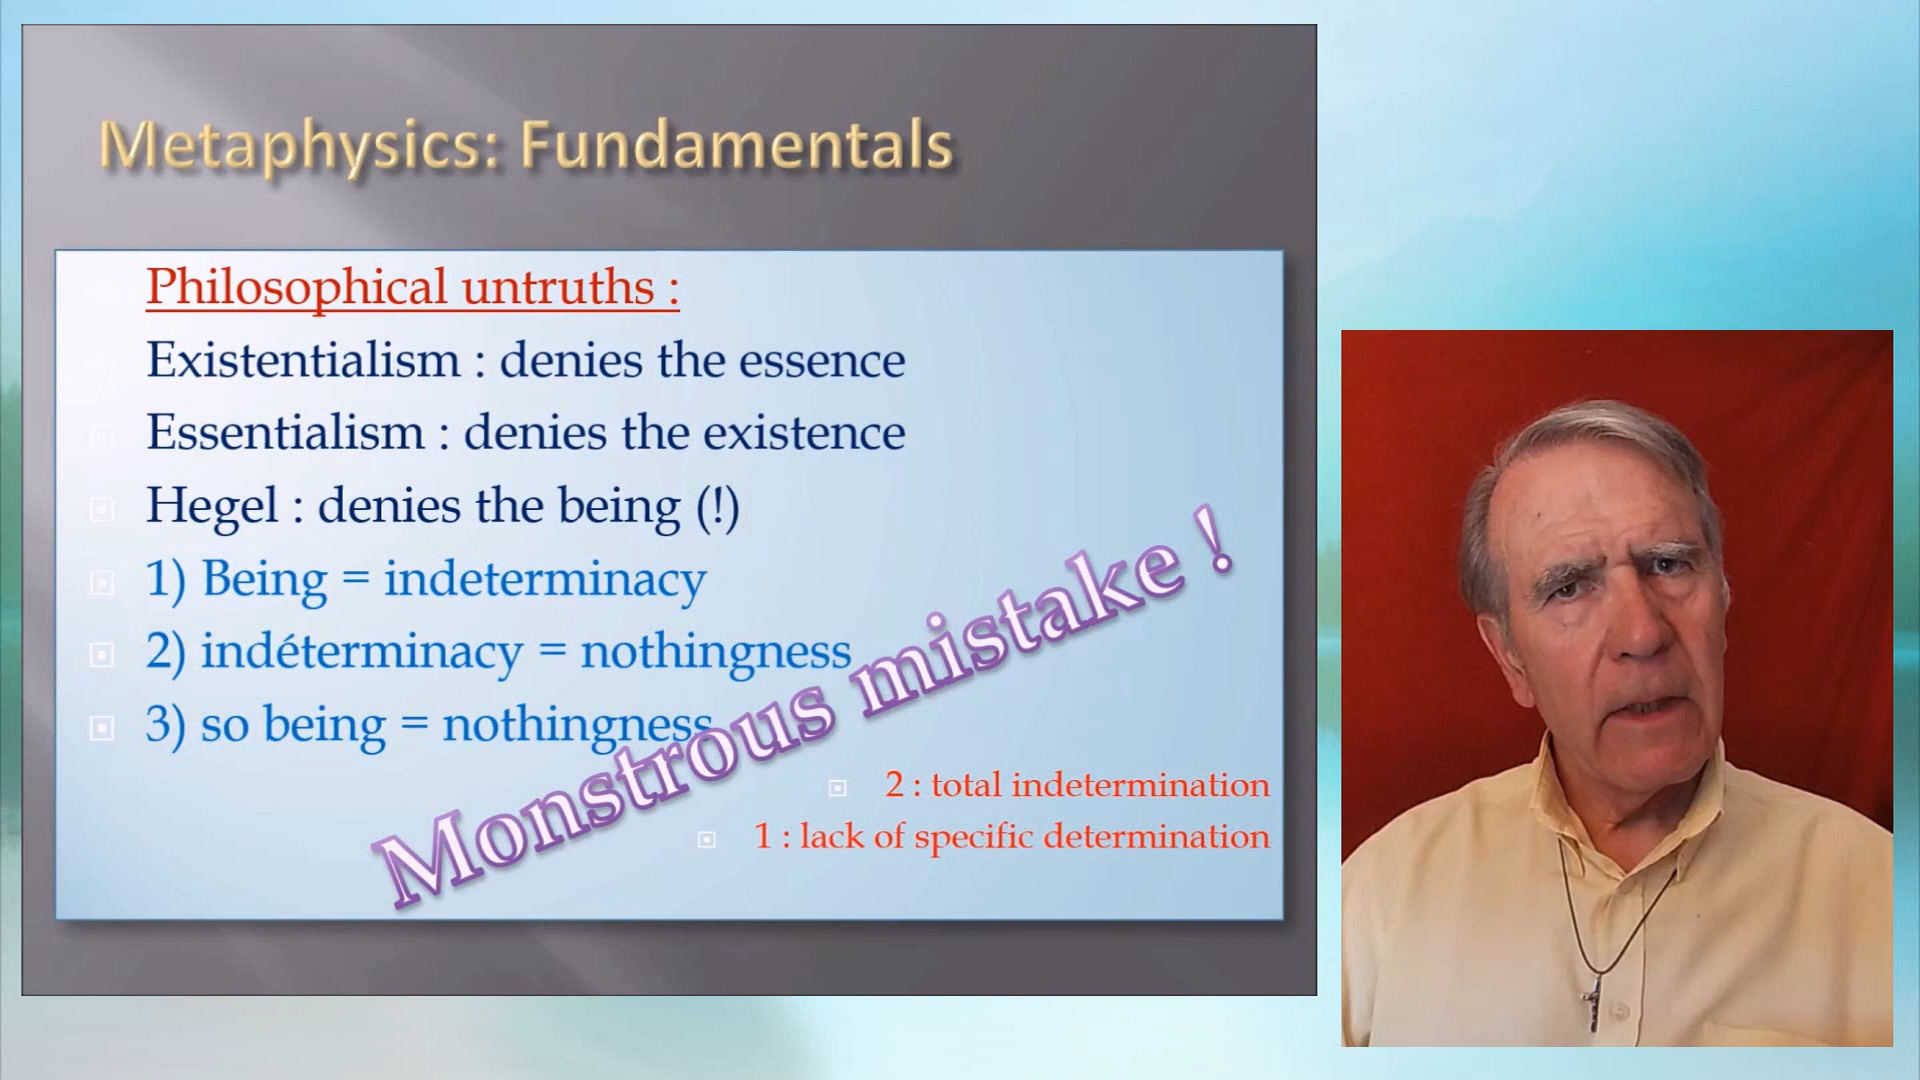 Metaphysics: Fundamentals
Philosophical untruths :
Existentialism : denies the essence
Essentialism : denies the existence
Hegel : denies the being (!)
1) Being = indeterminacy
2) indéterminacy = nothingness
3) so being = nothingness
Monstrous mistake !
2 : total indetermination
1 : lack of specific determination